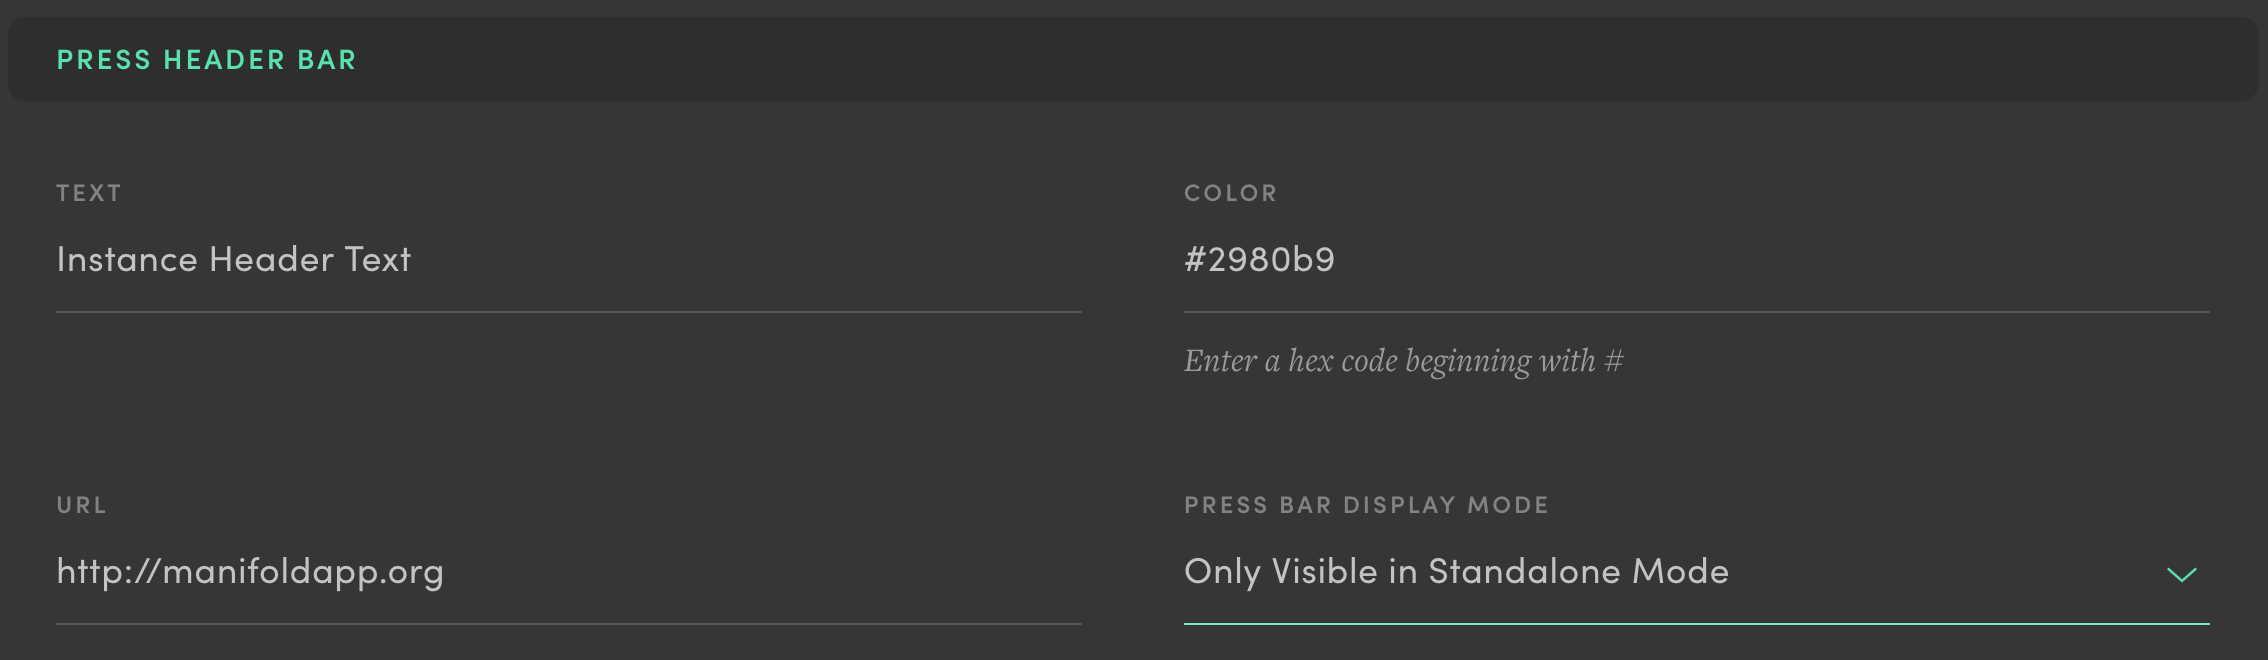 PRESS HEADER BAR
TEXT
Instance Header Text
COLOR
#2980b9
Enter a hex code beginning with #
URL
http://manifoldapp.org
PRESS BAR DISPLAY MODE
Only Visible in Standalone Mode